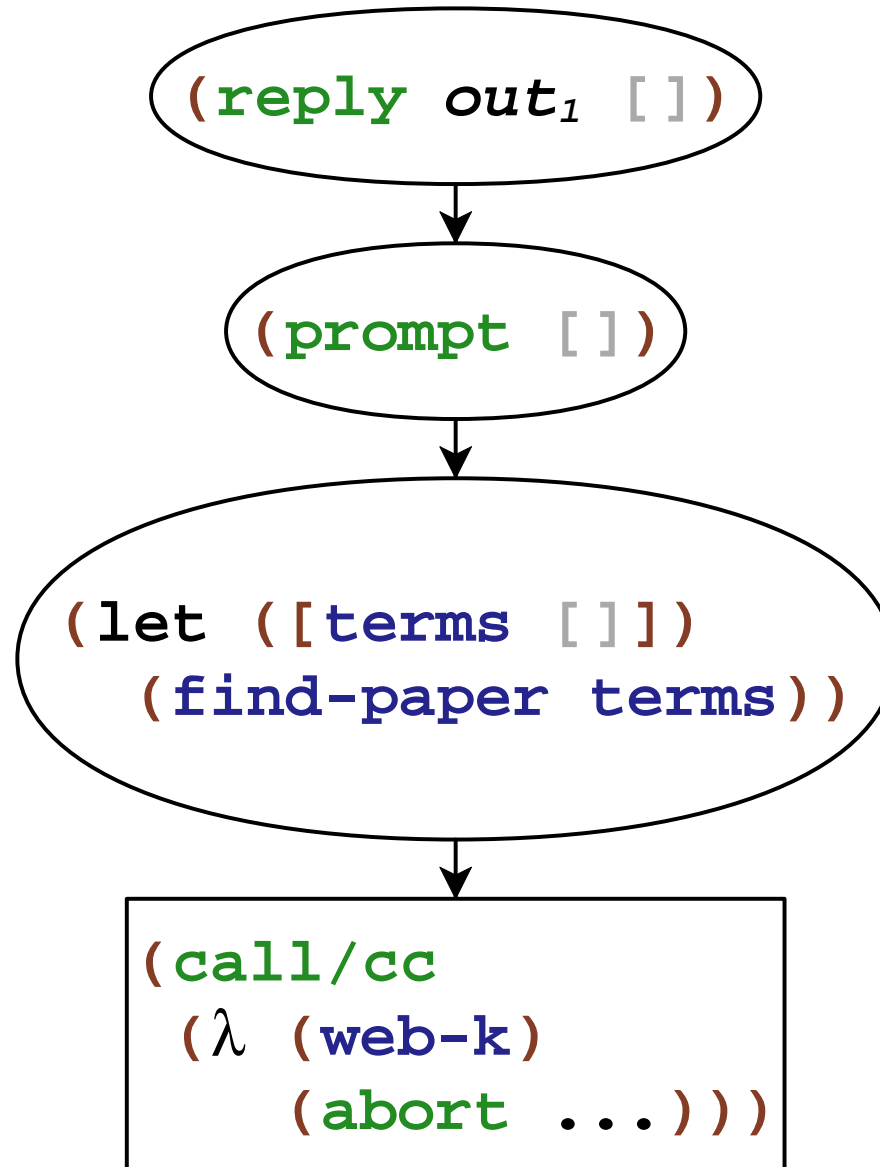 (reply out₁ [])
(prompt [])
(let ([terms []])
(find-paper terms))
(call/cc
(λ (web-k)
(abort ...)))